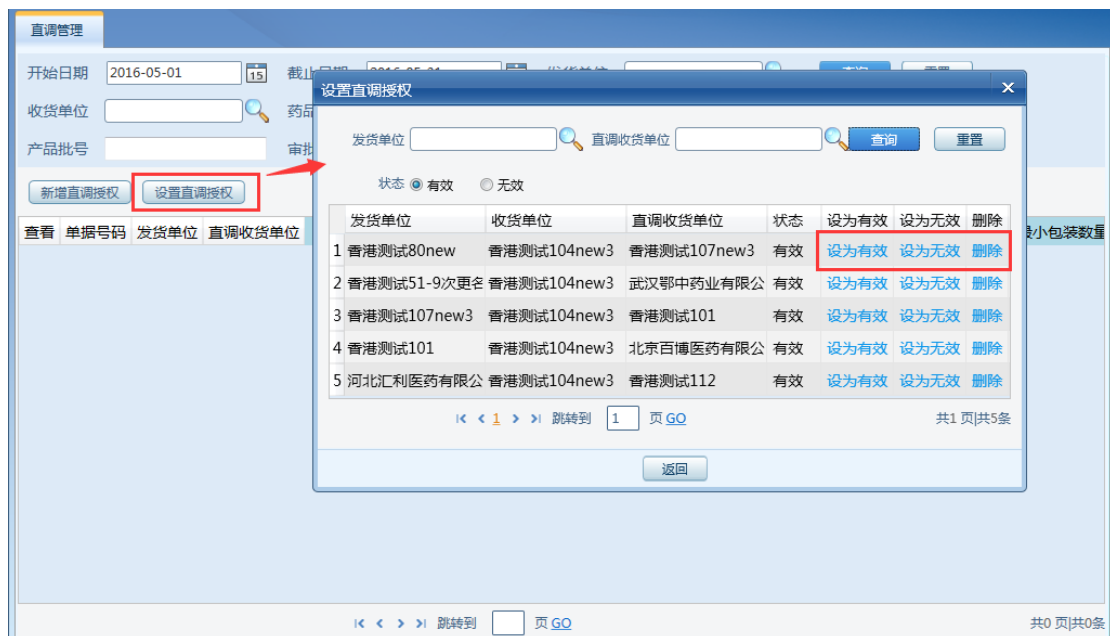 直调管理
开始日期 2016-05-01 15 截止
设置直调授权 ×
收货单位 药品
发货单位 直调收货单位 查询 重置
产品批号 审批
状态 有效 无效
新增直调授权 设置直调授权
查看 单据号码 发货单位 直调收货单位 小包装数量
发货单位 收货单位 直调收货单位 状态 设为有效 设为无效 删除
1 香港测试80new 香港测试104new3 香港测试107new3 有效 设为有效 设为无效 删除
2 香港测试51-9次更名 香港测试104new3 武汉鄂中药业有限公 有效 设为有效 设为无效 删除
3 香港测试107new3 香港测试104new3 香港测试101 有效 设为有效 设为无效 删除
4 香港测试101 香港测试104new3 北京百博医药有限公 有效 设为有效 设为无效 删除
5 河北汇利医药有限公 香港测试104new3 香港测试112 有效 设为有效 设为无效 删除
1 跳转到 1 页 GO 共1 页|共5条
返回
跳转到 页 GO 共0 页|共0条